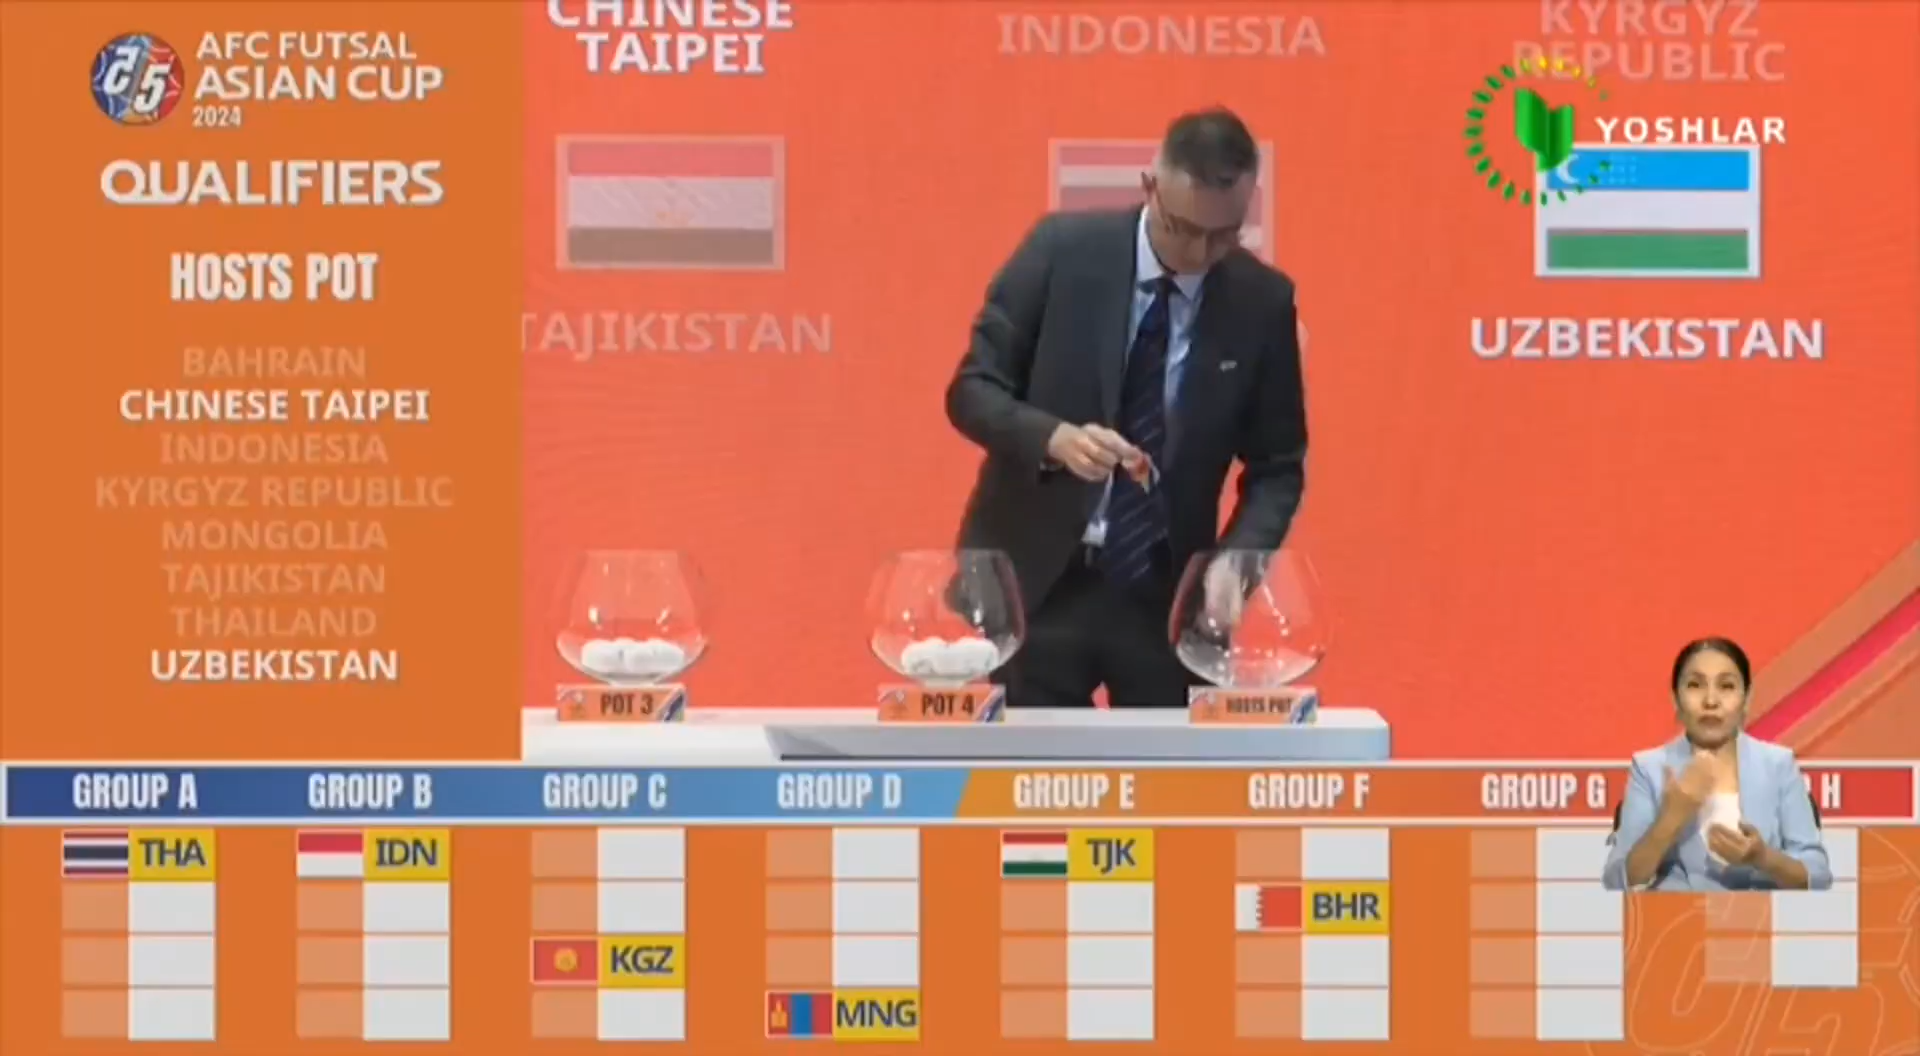 AFC FUTSAL
ASIAN CUP
2024
QUALIFIERS
HOSTS POT
BAHRAIN
CHINESE TAIPEI
INDONESIA
KYRGYZ REPUBLIC
MONGOLIA
TAJIKISTAN
THAILAND
UZBEKISTAN
CHINESE
TAIPEI
INDONESIA
KYRGYZ
REPUBLIC
YOSHLAR
TAJIKISTAN
UZBEKISTAN
POT 3
POT 4
HOSTS POT
GROUP A
GROUP B
GROUP C
GROUP D
GROUP E
GROUP F
GROUP G
H
THA
IDN
TJK
BHR
KGZ
MNG